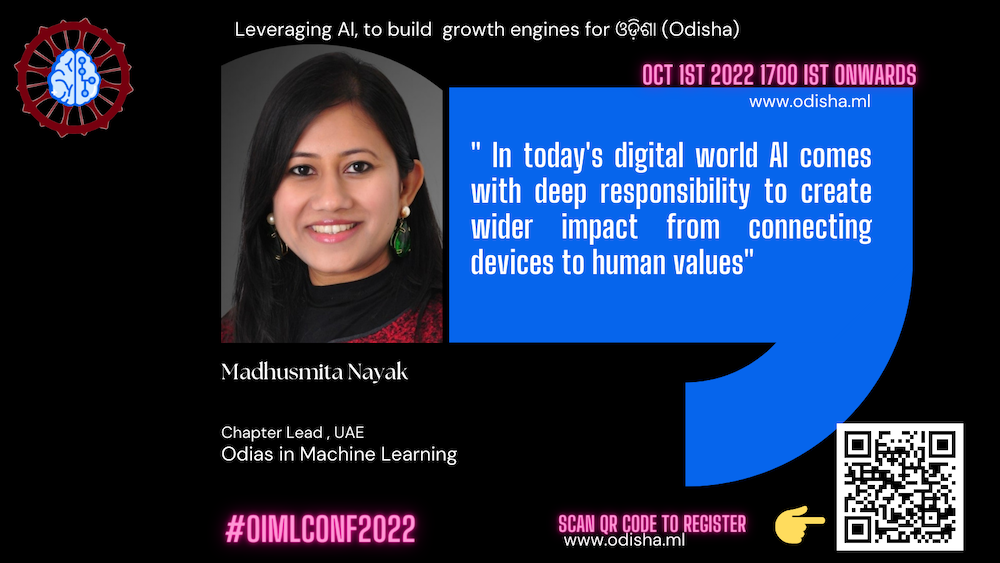 Leveraging AI, to build growth engines for ଓଡ଼ିଶା (Odisha)
OCT 1ST 2022 1700 IST ONWARDS
www.odisha.ml
" In today's digital world AI comes
with deep responsibility to create
wider impact from connecting
devices to human values"
Madhusmita Nayak
Chapter Lead , UAE
Odias in Machine Learning
#OIMLCONF2022
SCAN QR CODE TO REGISTER
www.odisha.ml